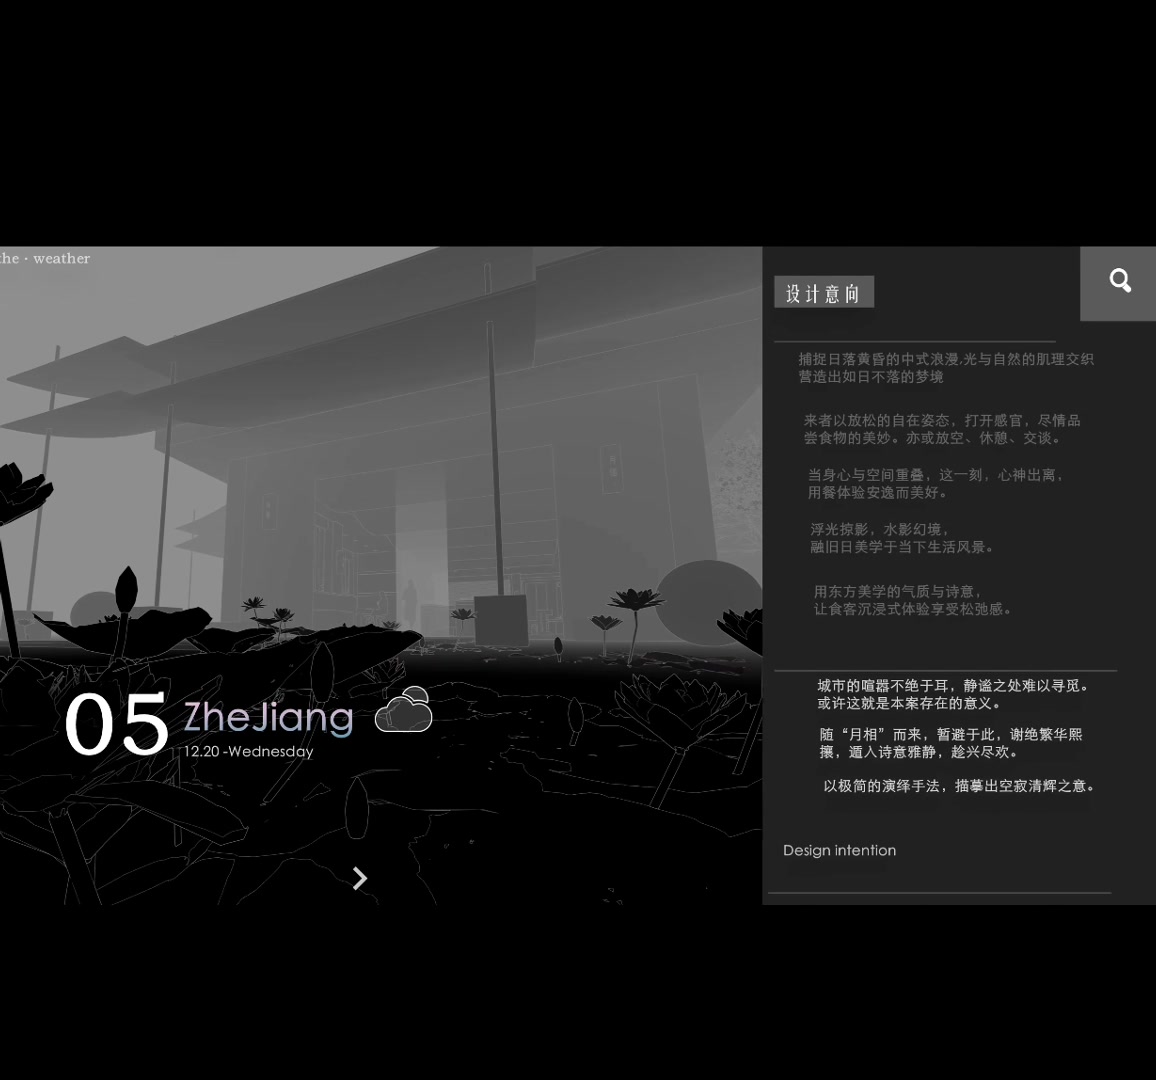 the · weather
设计意向
捕捉日落黄昏的中式浪漫,光与自然的肌理交织
营造出如日不落的梦境
来者以放松的自在姿态，打开感官，尽情品
尝食物的美妙。亦或放空、休憩、交谈。
当身心与空间重叠，这一刻，心神出离，
用餐体验安逸而美好。
浮光掠影，水影幻境，
融旧日美学于当下生活风景。
用东方美学的气质与诗意，
让食客沉浸式体验享受松弛感。
城市的喧嚣不绝于耳，静谧之处难以寻觅。
或许这就是本案存在的意义。
随“月相”而来，暂避于此，谢绝繁华熙
攘，遁入诗意雅静，趁兴尽欢。
以极简的演绎手法，描摹出空寂清辉之意。
Design intention
05
ZheJiang
12.20 -Wednesday